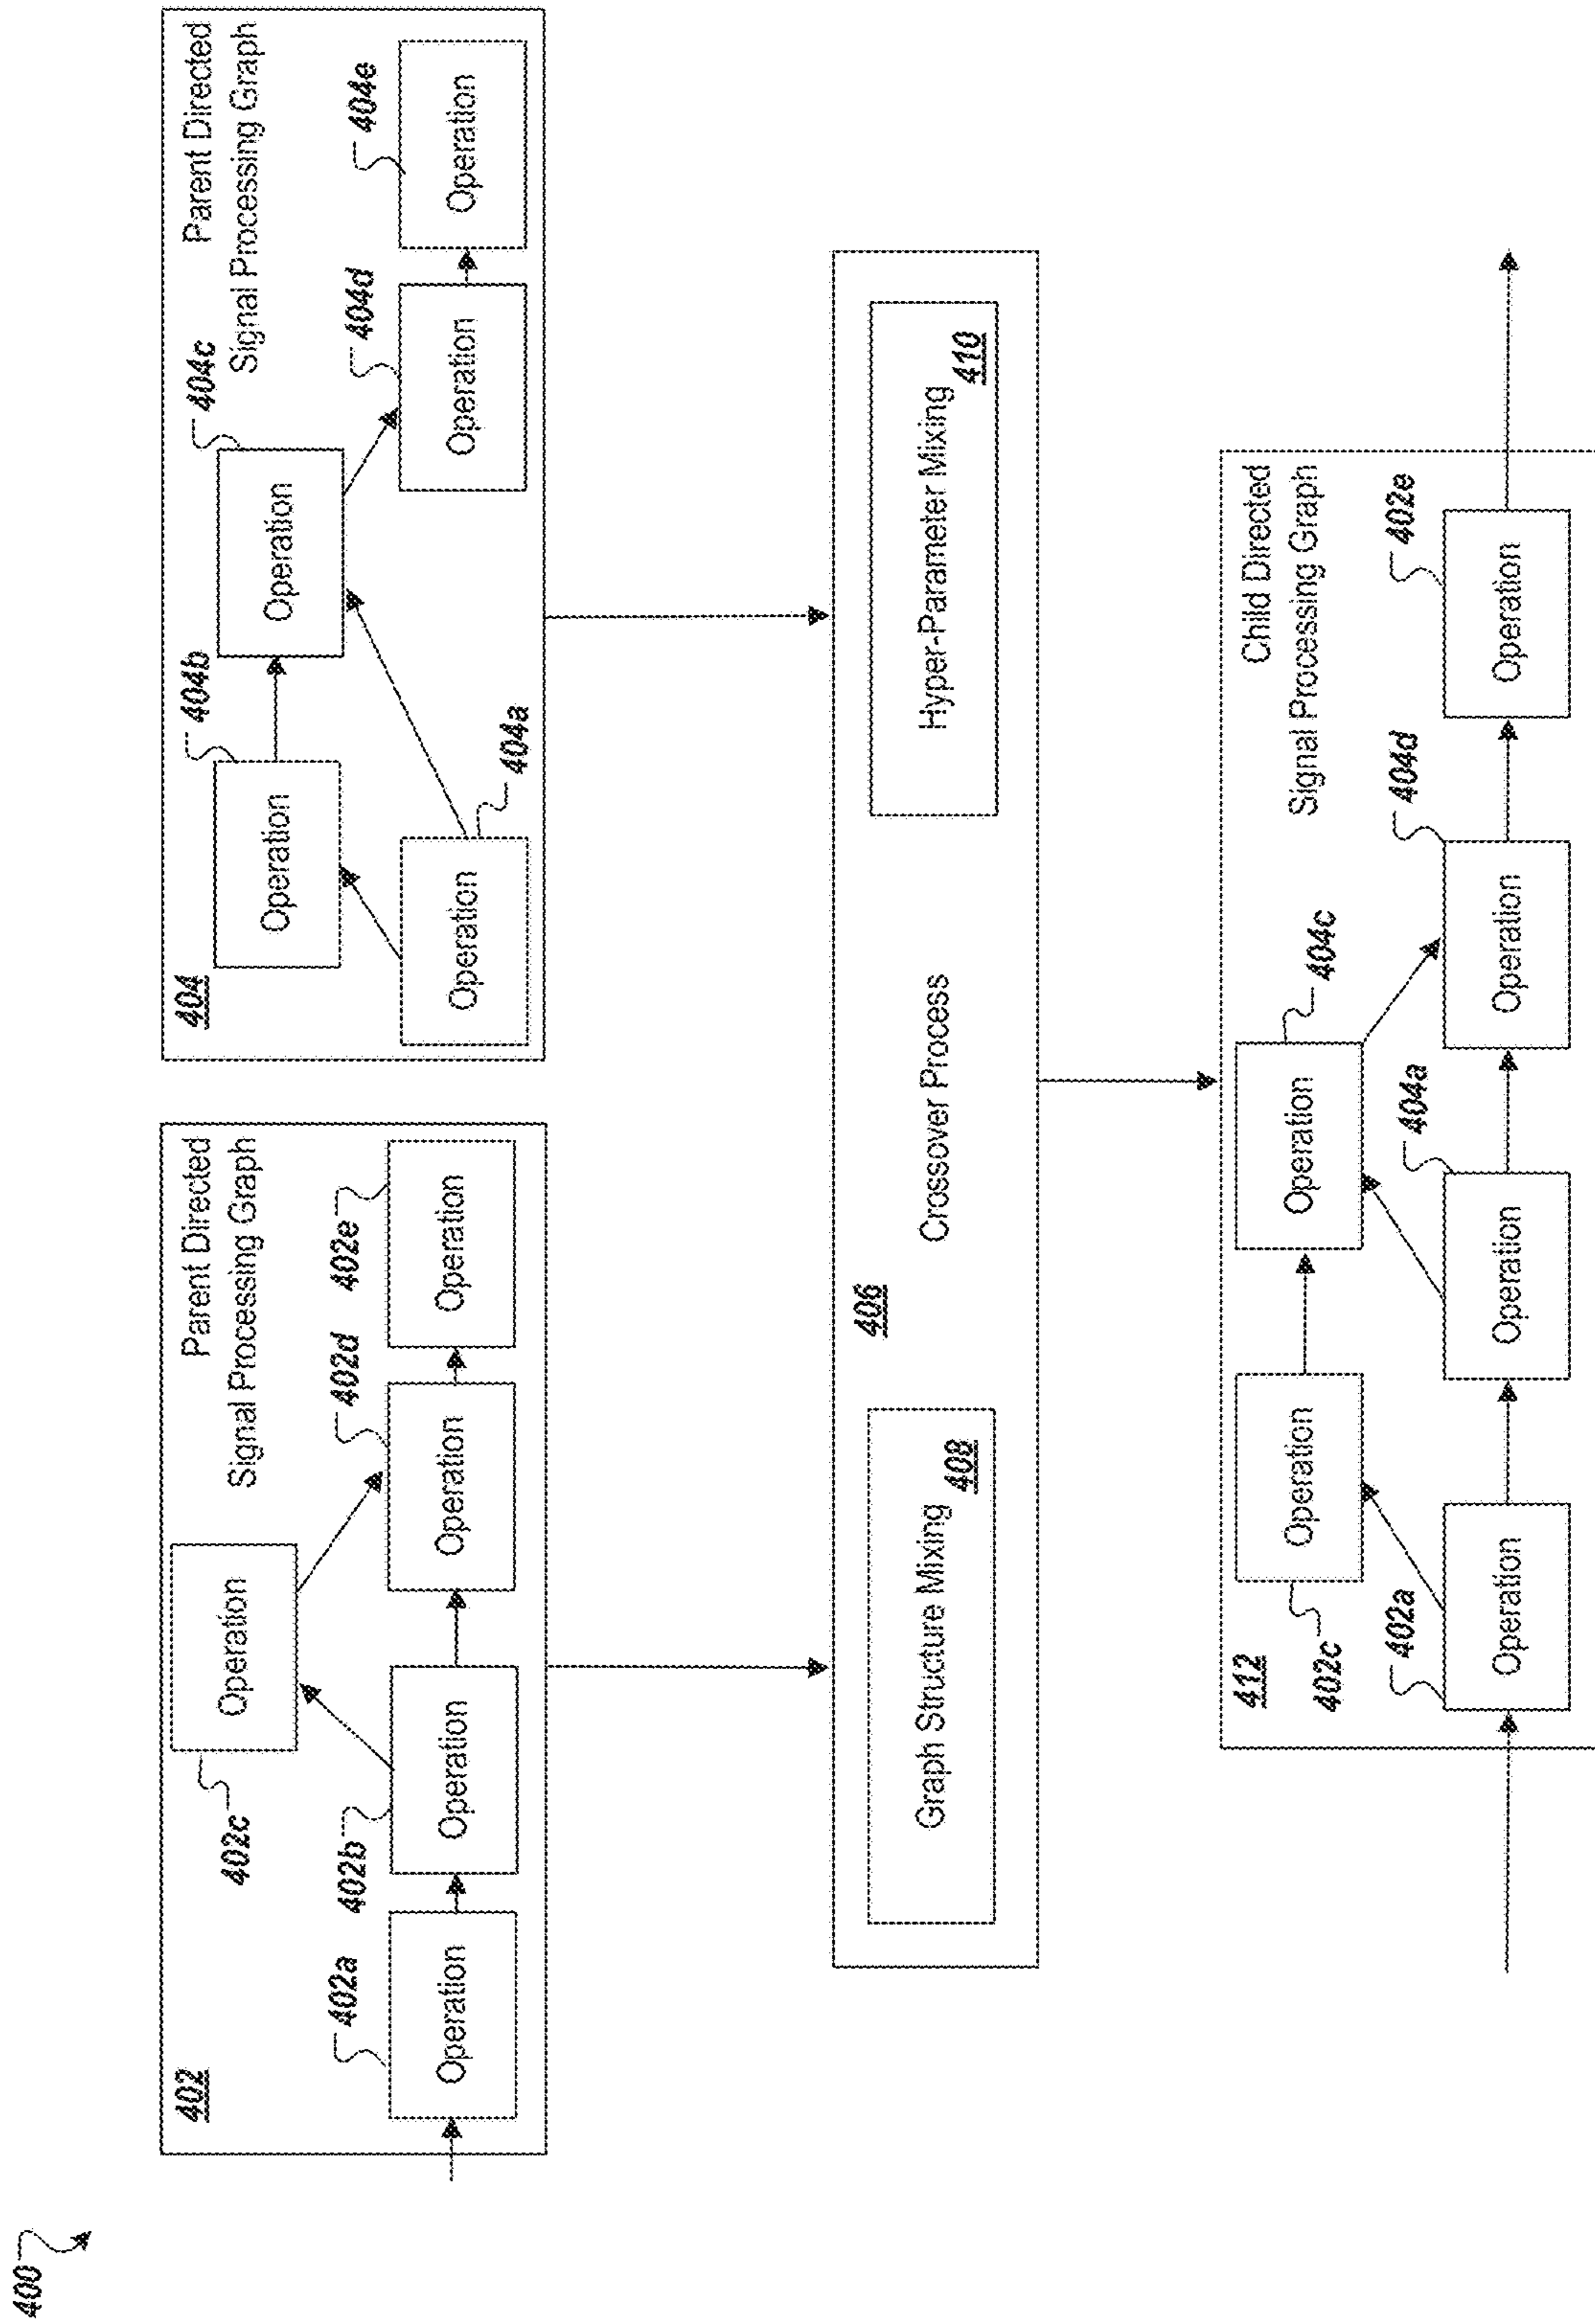 400
402
Parent Directed
Signal Processing Graph
402a
Operation
402b
Operation
402c
Operation
402d
Operation
402e
Operation
404
Parent Directed
Signal Processing Graph
404a
Operation
404b
Operation
404c
Operation
404d
Operation
404e
Operation
406
Crossover Process
Graph Structure Mixing
408
Hyper-Parameter Mixing
410
412
Child Directed
Signal Processing Graph
402c
Operation
402a
Operation
404c
Operation
404a
Operation
404d
Operation
402e
Operation